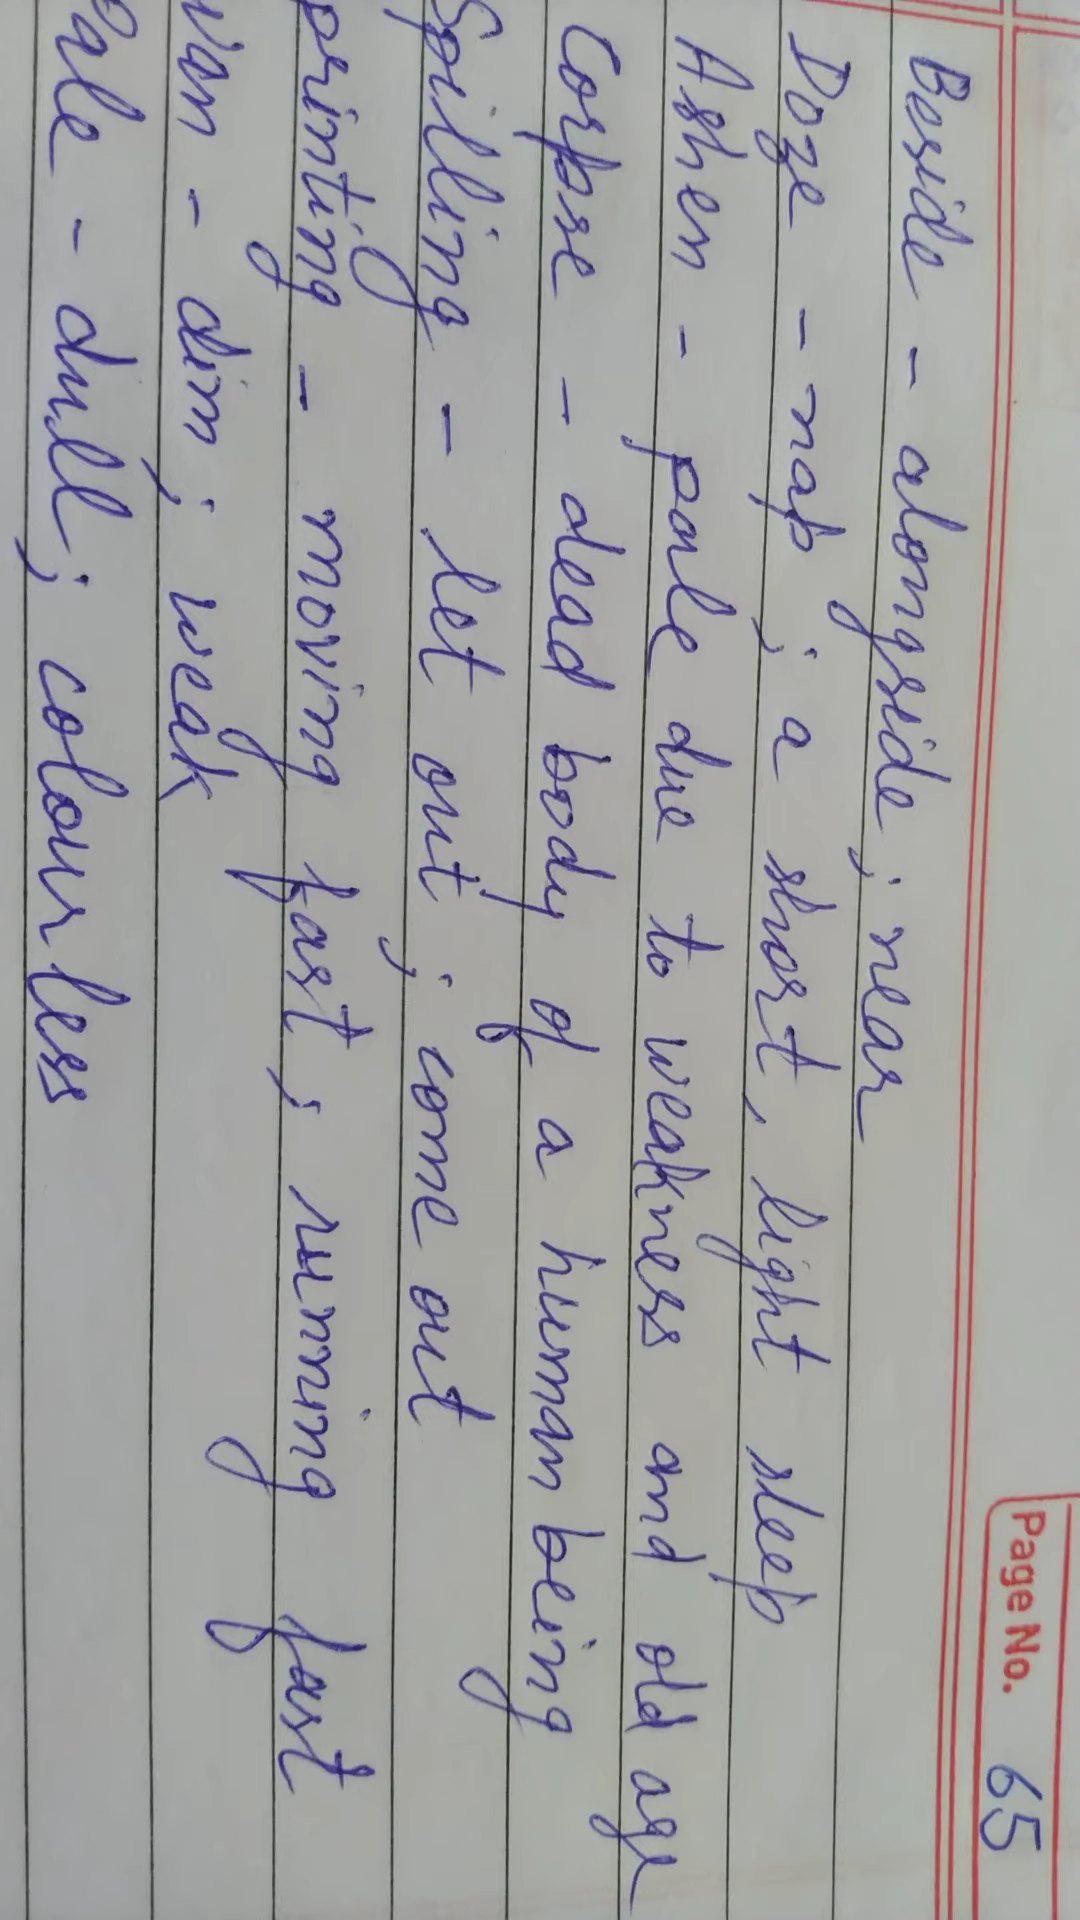 Page No. 65
Beside - alongside ; near
Doze - nap ; a short, light sleep
Ashen - pale due to weakness and old age
Corpse - dead body of a human being
Spilling - let out ; come out
printing - moving fast ; running fast
wan - dim ; weak
Pale - dull ; colourless